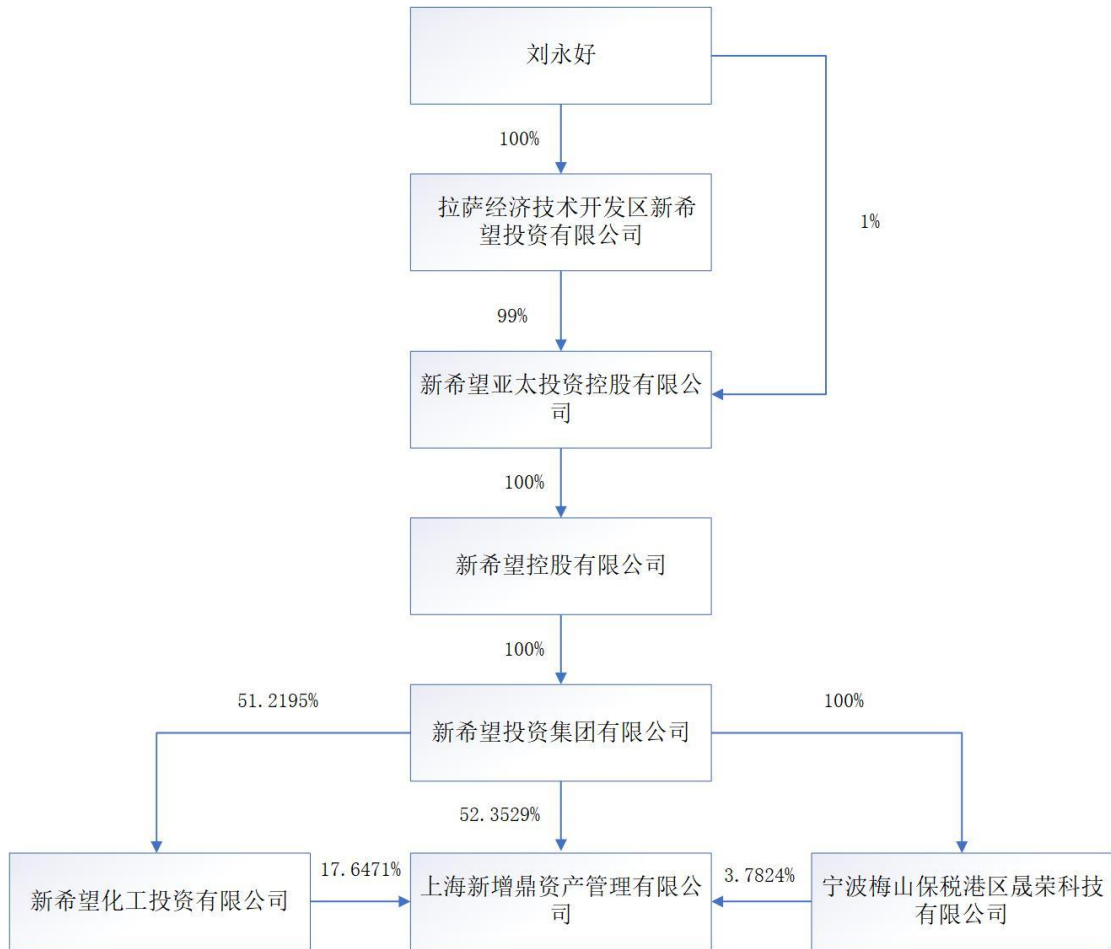 刘永好
100%
拉萨经济技术开发区新希
望投资有限公司
1%
99%
新希望亚太投资控股有限公
司
100%
新希望控股有限公司
100%
51.2195%
100%
新希望投资集团有限公司
52.3529%
新希望化工投资有限公司
17.6471%
上海新增鼎资产管理有限公
司
3.7824%
宁波梅山保税港区晟荣科技
有限公司